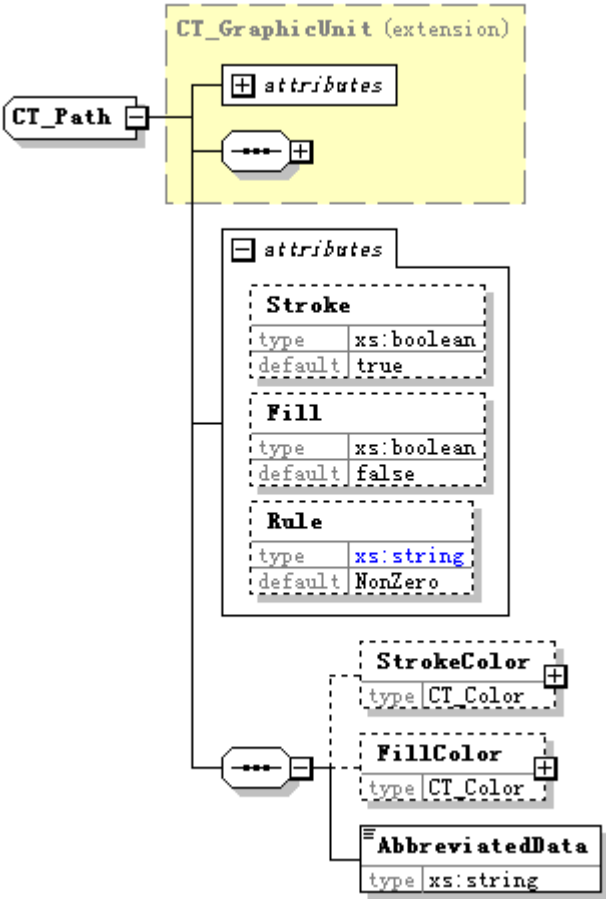 CT_GraphicUnit (extension)
attributes
CT_Path
attributes
Stroke
type xs:boolean
default true
Fill
type xs:boolean
default false
Rule
type xs:string
default NonZero
StrokeColor
type CT_Color
FillColor
type CT_Color
AbbreviatedData
type xs:string